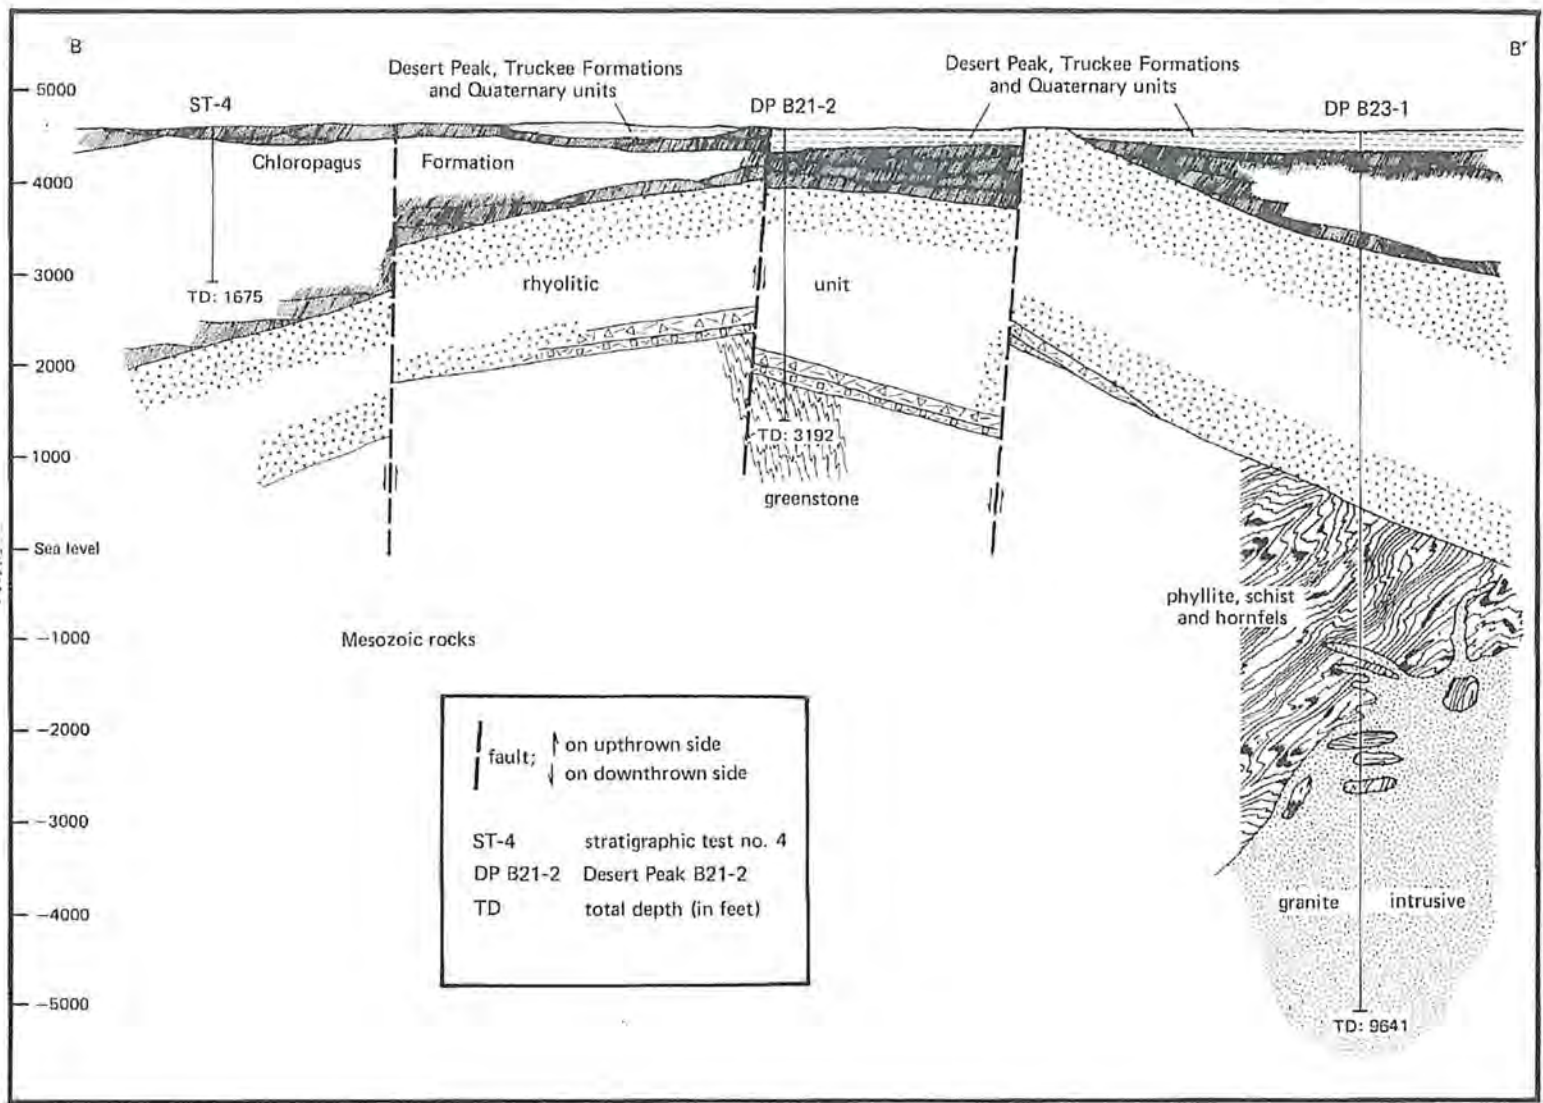 B
B'
Desert Peak, Truckee Formations
and Quaternary units
Desert Peak, Truckee Formations
and Quaternary units
5000
ST-4
DP B21-2
DP B23-1
Chloropagus
Formation
4000
3000
TD: 1675
rhyolitic
unit
2000
1000
TD: 3192
greenstone
Sea level
phyllite, schist
and hornfels
−1000
Mesozoic rocks
−2000
fault; ↑ on upthrown side
↓ on downthrown side
−3000
ST-4 stratigraphic test no. 4
DP B21-2 Desert Peak B21-2
TD total depth (in feet)
granite
intrusive
−4000
−5000
TD: 9641